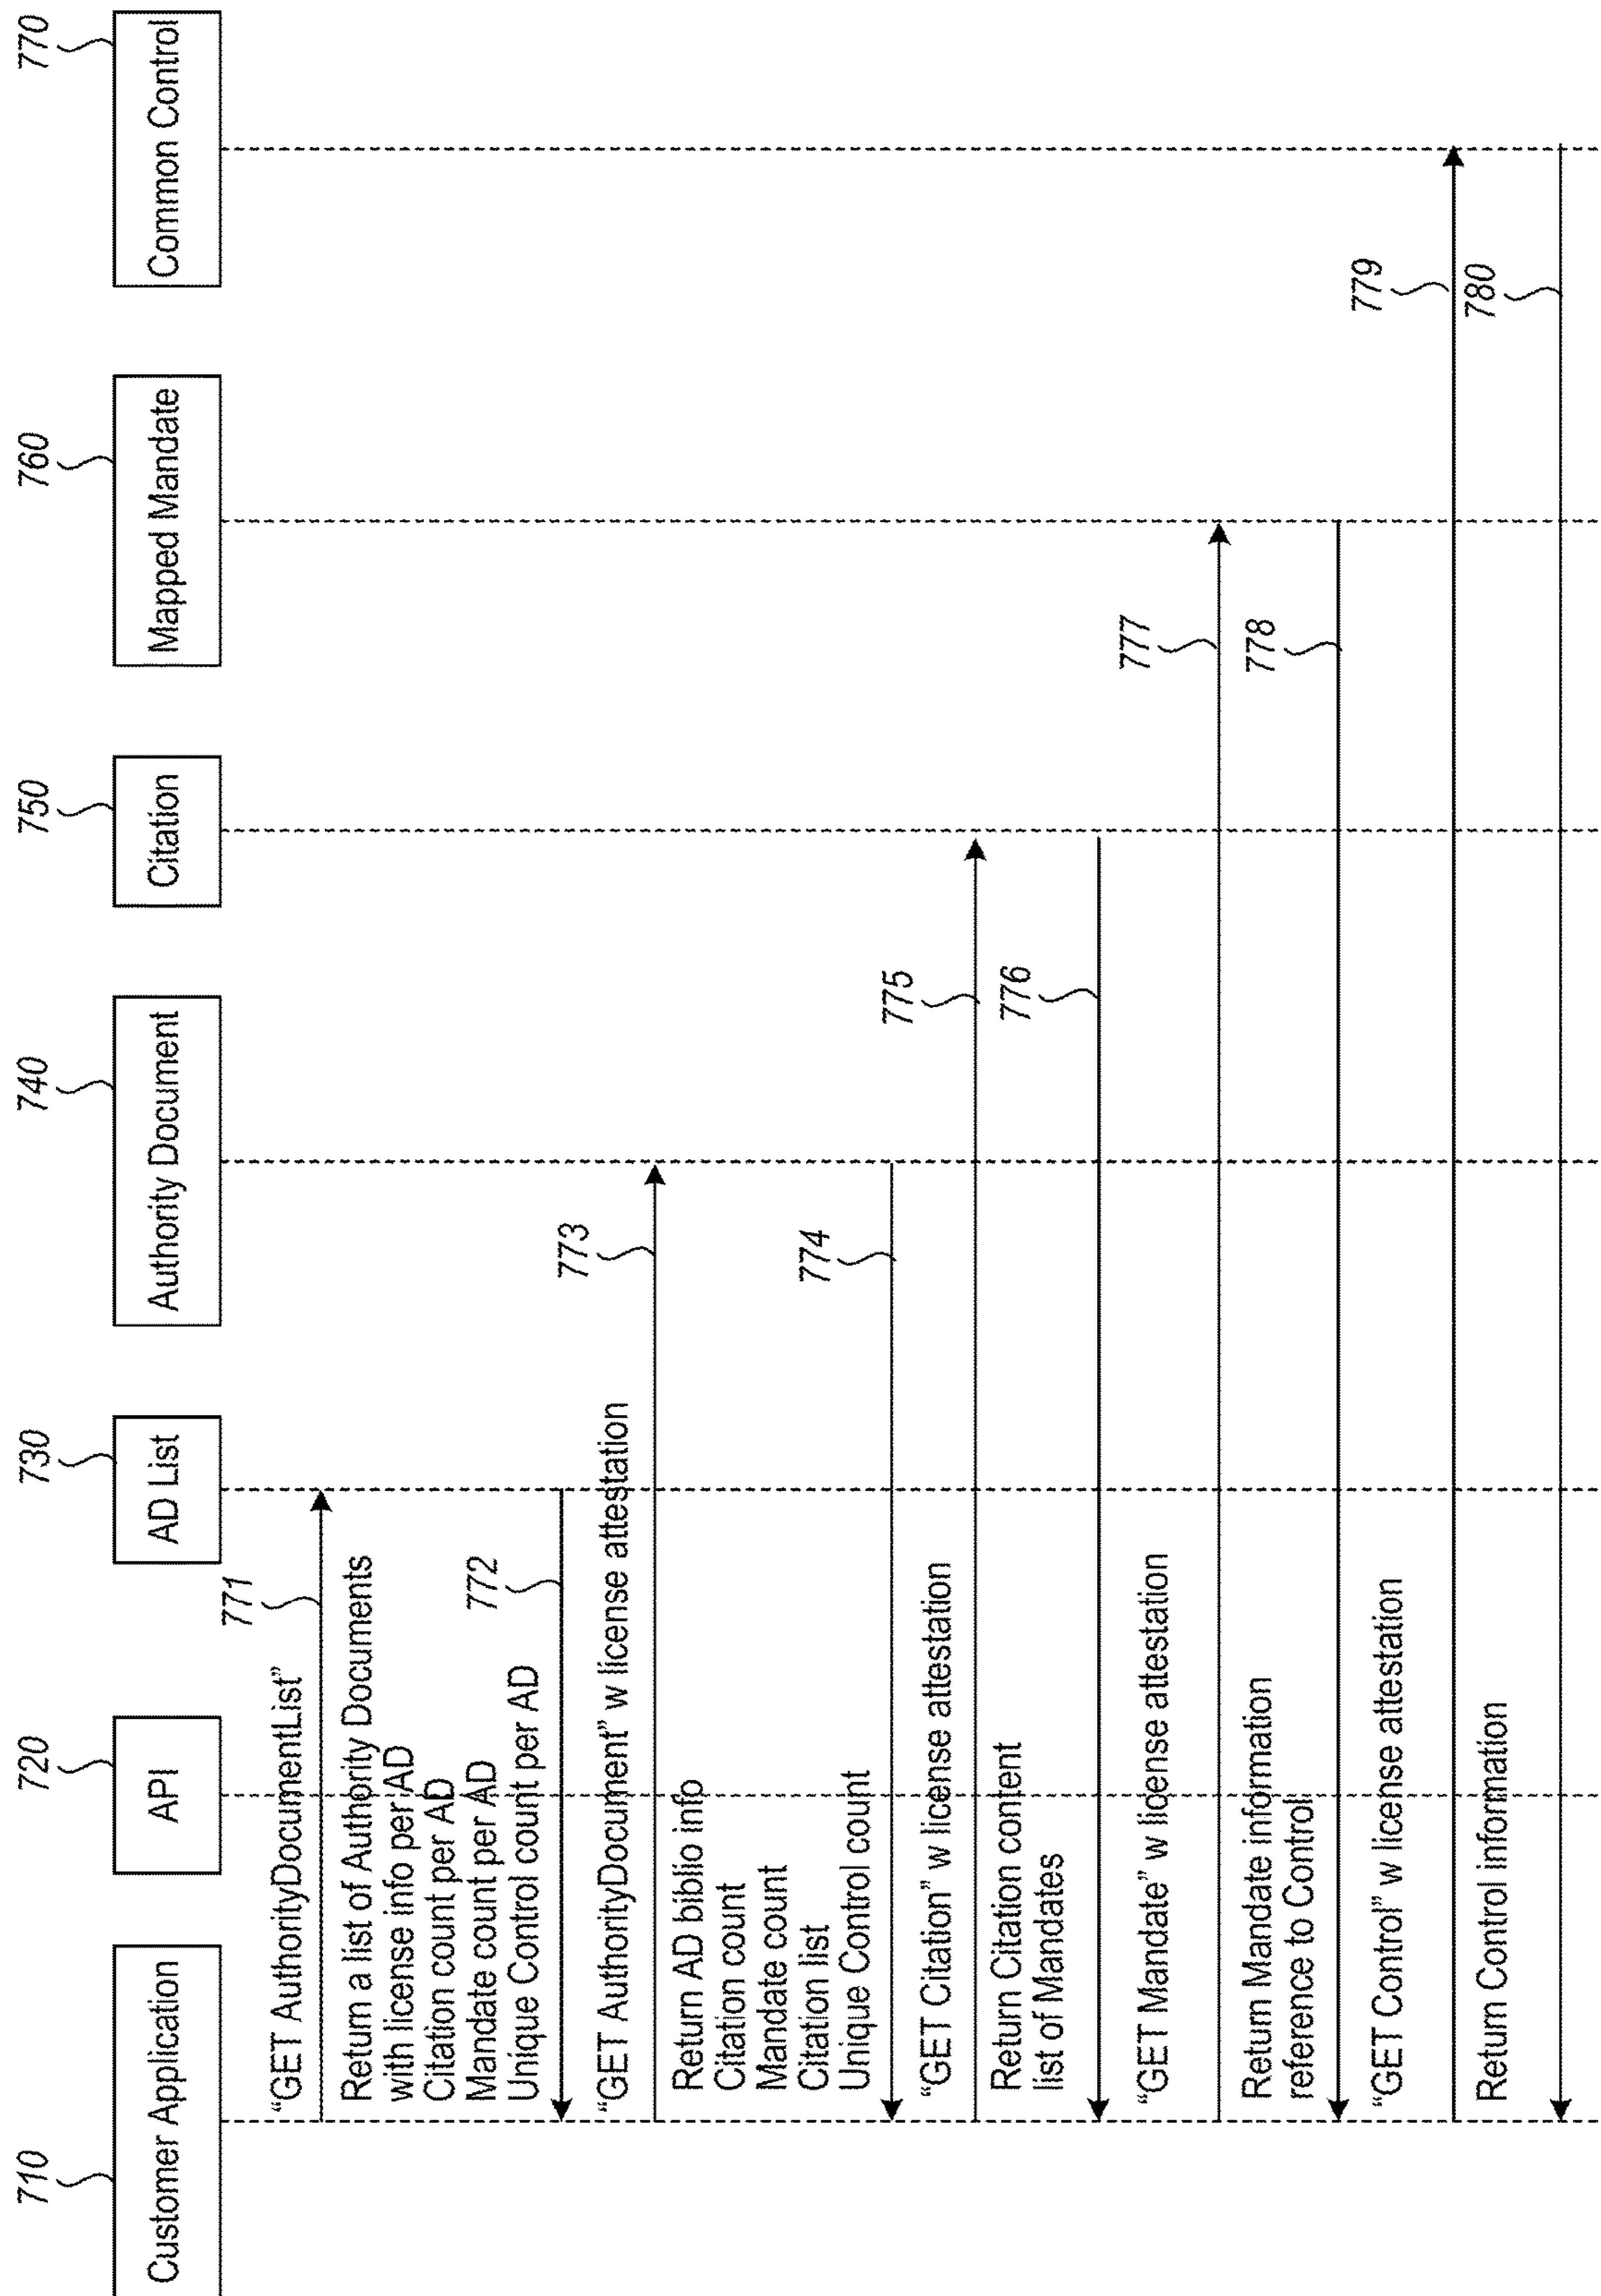 710
720
730
740
750
760
770
Customer Application
API
AD List
Authority Document
Citation
Mapped Mandate
Common Control
771
“GET AuthorityDocumentList”
Return a list of Authority Documents
with license info per AD
Citation count per AD
Mandate count per AD
Unique Control count per AD
772
“GET AuthorityDocument” w license attestation
773
Return AD biblio info
Citation count
Mandate count
Citation list
Unique Control count
774
“GET Citation” w license attestation
775
Return Citation content
list of Mandates
776
“GET Mandate” w license attestation
777
Return Mandate information
reference to Control
778
“GET Control” w license attestation
779
Return Control information
780